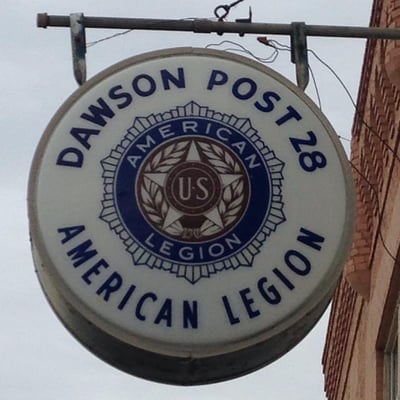 DAWSON POST 28
AMERICAN
U·S
LEGION
AMERICAN LEGION